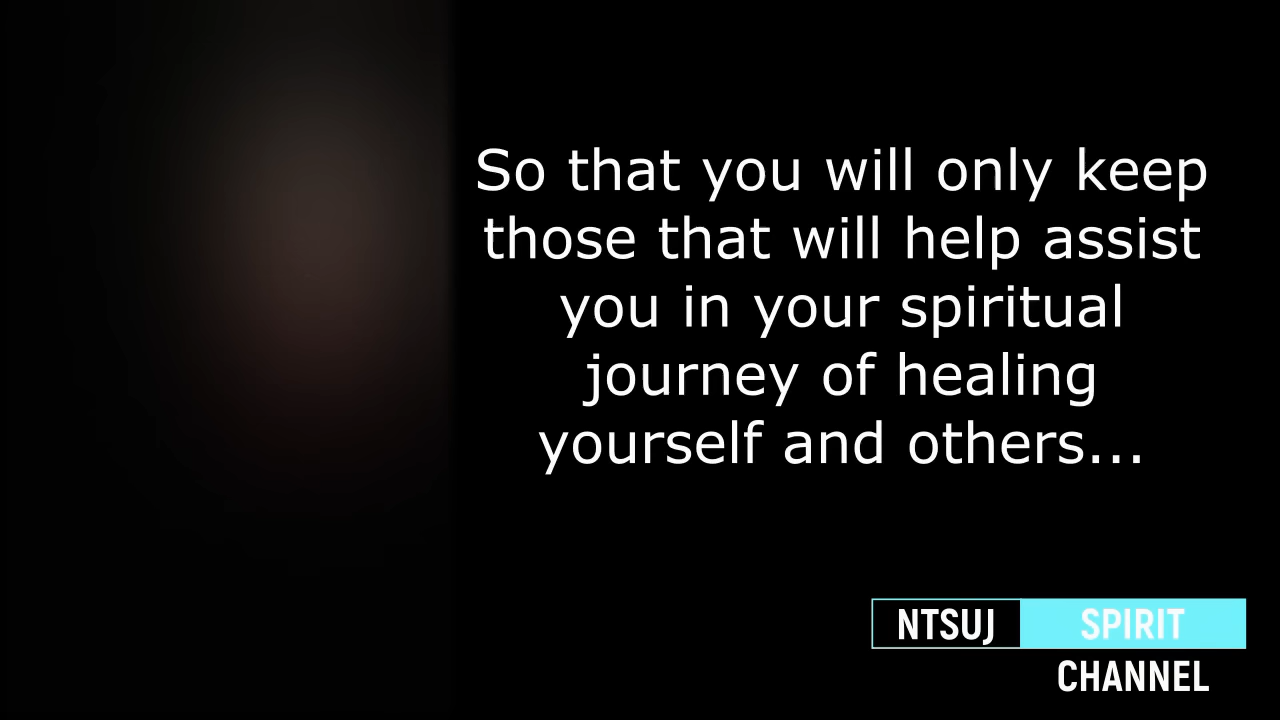 So that you will only keep
those that will help assist
you in your spiritual
journey of healing
yourself and others...
NTSUJ SPIRIT
CHANNEL